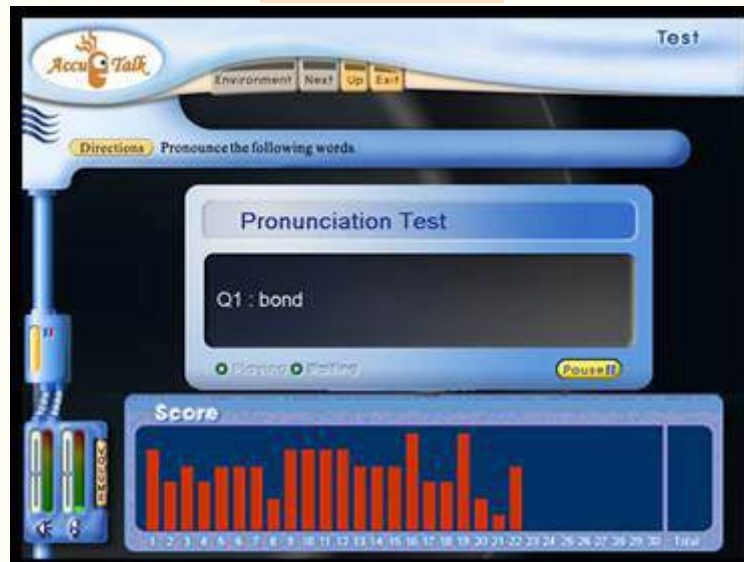 Test
Accu Talk
Environment Next Up Exit
Directions Pronounce the following words
Pronunciation Test
Q1 : bond
Pause
Score
1 2 3 4 5 6 7 8 9 10 11 12 13 14 15 16 17 18 19 20 21 22 23 24 25 26 27 28 29 30 Total